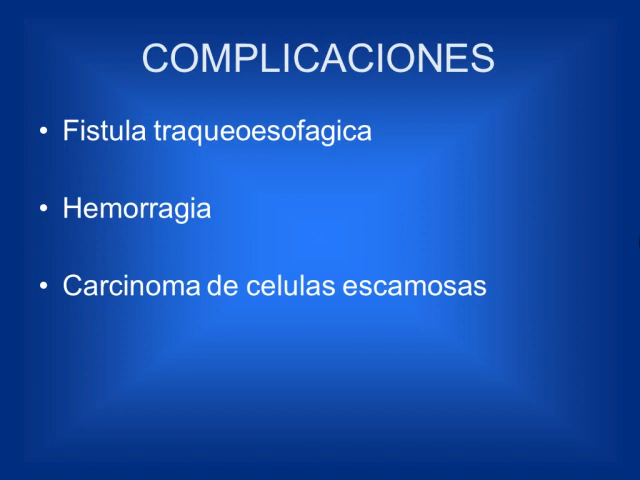 COMPLICACIONES
• Fistula traqueoesofagica
• Hemorragia
• Carcinoma de celulas escamosas